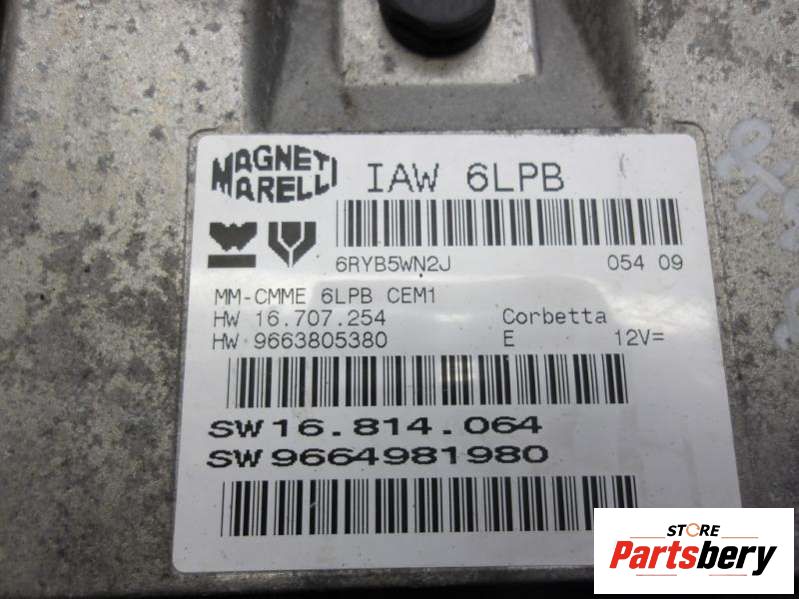 MAGNETI
MARELLI
IAW 6LPB
6RYB5WN2J 054 09
MM-CMME 6LPB CEM1
HW 16.707.254 Corbetta
HW 9663805380 E 12V=
SW16.814.064
SW9664981980
STORE
Partsbery